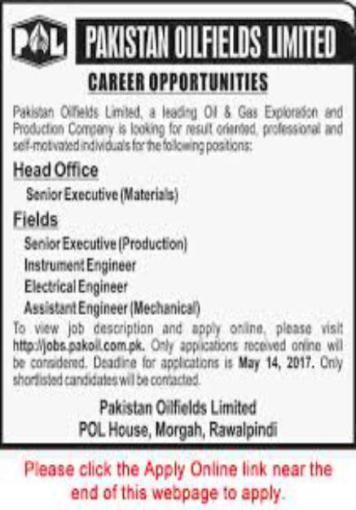 POL PAKISTAN OILFIELDS LIMITED
CAREER OPPORTUNITIES
Pakistan Oilfields Limited, a leading Oil & Gas Exploration and
Production Company is looking for result oriented, professional and
self-motivated individuals for the following positions:
Head Office
Senior Executive (Materials)
Fields
Senior Executive (Production)
Instrument Engineer
Electrical Engineer
Assistant Engineer (Mechanical)
To view job description and apply online, please visit
http://jobs.pakoil.com.pk. Only applications received online will
be considered. Deadline for applications is May 14, 2017. Only
shortlisted candidates will be contacted.
Pakistan Oilfields Limited
POL House, Morgah, Rawalpindi
Please click the Apply Online link near the
end of this webpage to apply.